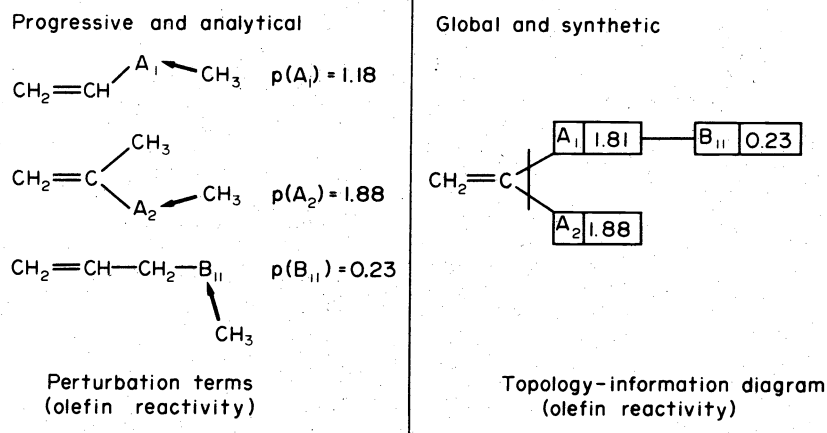 Progressive and analytical
A₁ CH₃ p(A₁) = 1.18
CH₂=CH
CH₃
CH₂=C
A₂ CH₃ p(A₂) = 1.88
CH₂=CH—CH₂—B₁₁ p(B₁₁) = 0.23
CH₃
Perturbation terms
(olefin reactivity)
Global and synthetic
A₁ 1.81 B₁₁ 0.23
CH₂=C
A₂ 1.88
Topology-information diagram
(olefin reactivity)